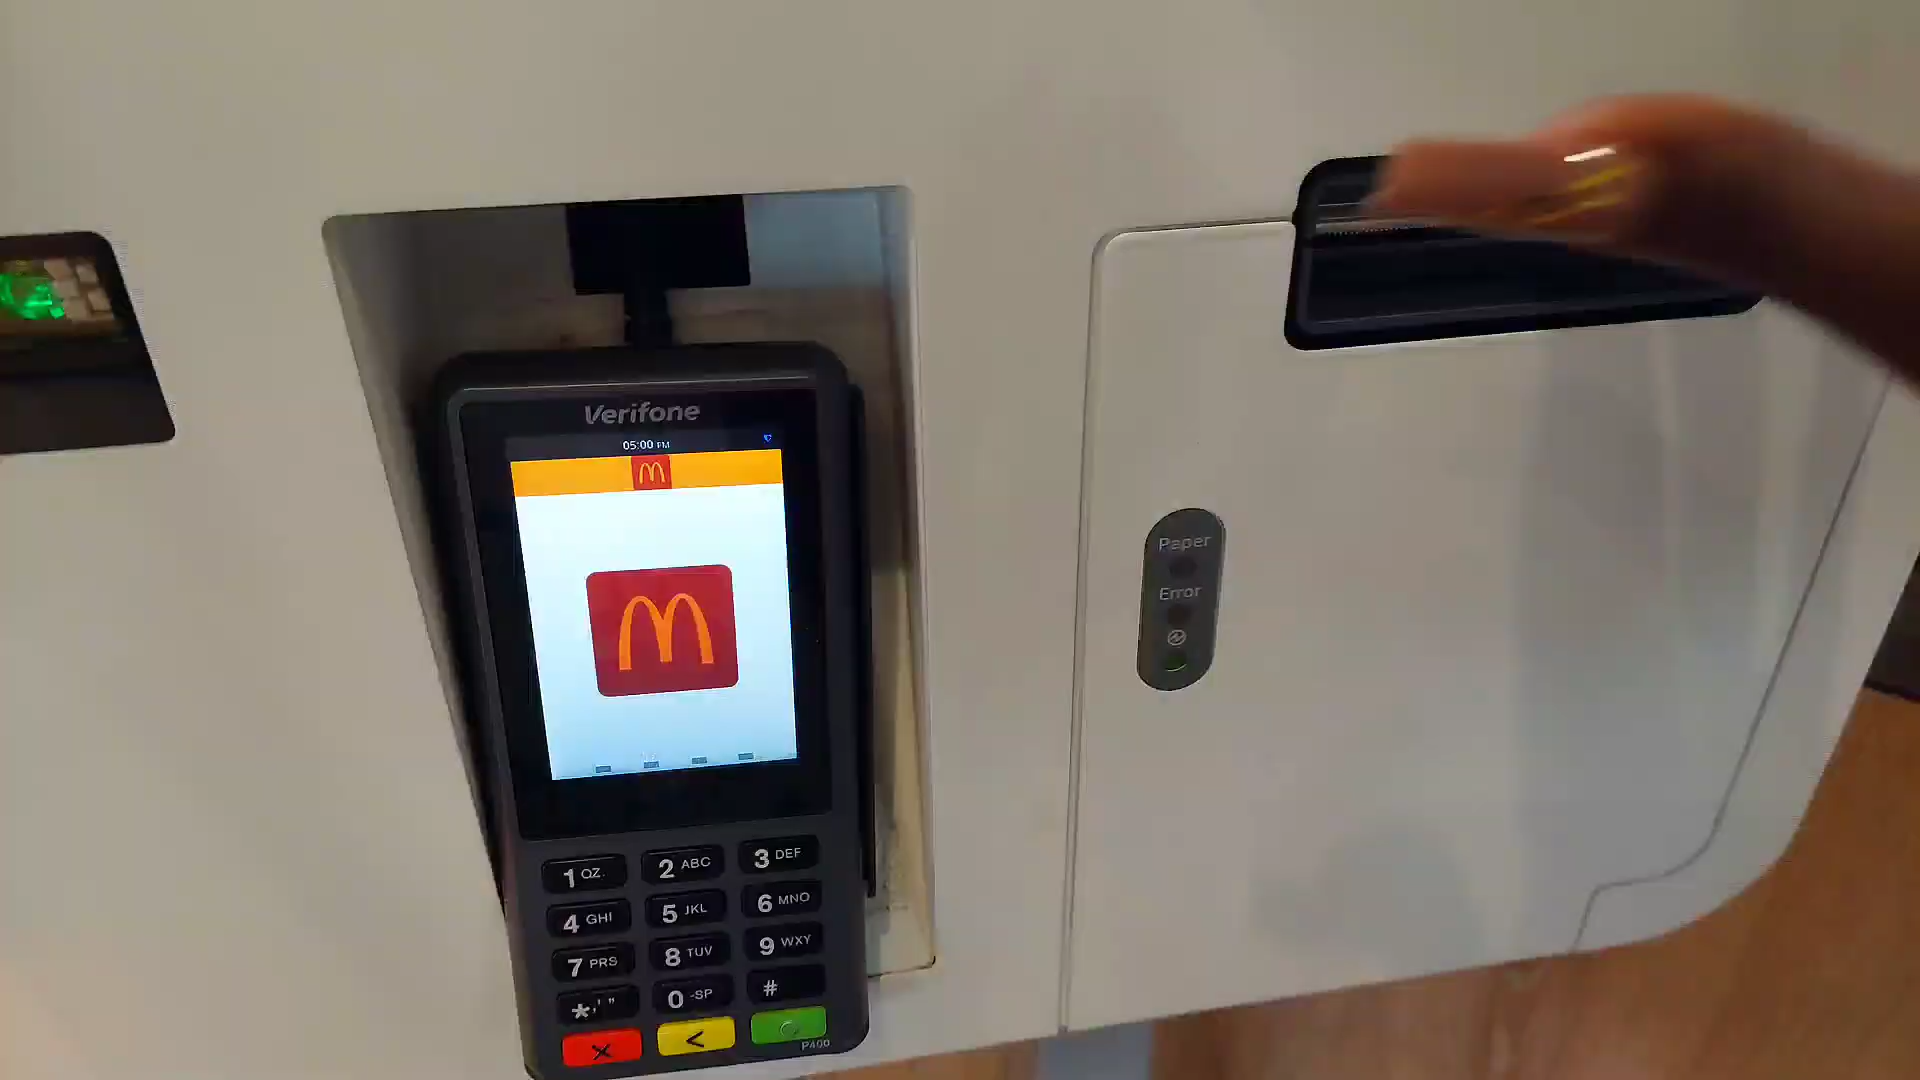 Verifone
05:00 PM
Paper
Error
1 QZ.
2 ABC
3 DEF
4 GHI
5 JKL
6 MNO
7 PRS
8 TUV
9 WXY
*,'"
0 -SP
#
P400